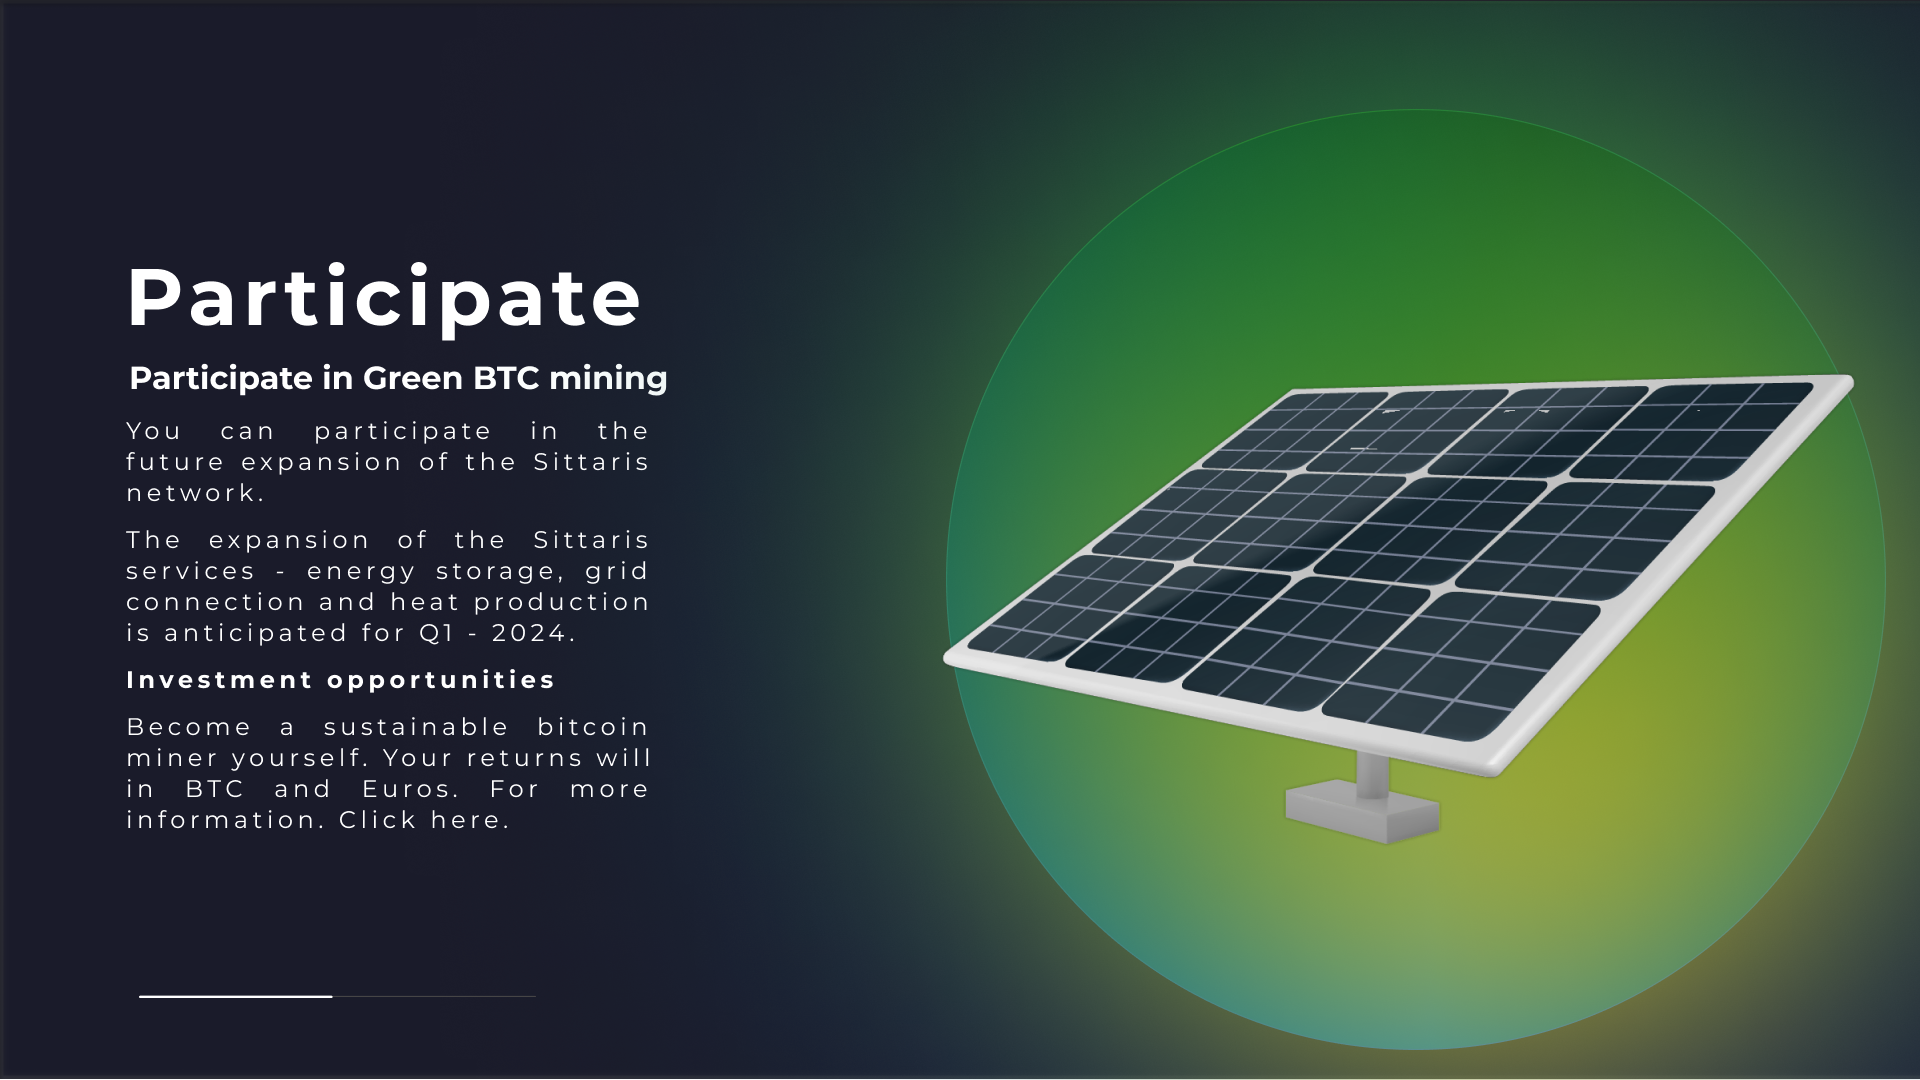 Participate
Participate in Green BTC mining
You can participate in the
future expansion of the Sittaris
network.
The expansion of the Sittaris
services - energy storage, grid
connection and heat production
is anticipated for Q1 - 2024.
Investment opportunities
Become a sustainable bitcoin
miner yourself. Your returns will
in BTC and Euros. For more
information. Click here.